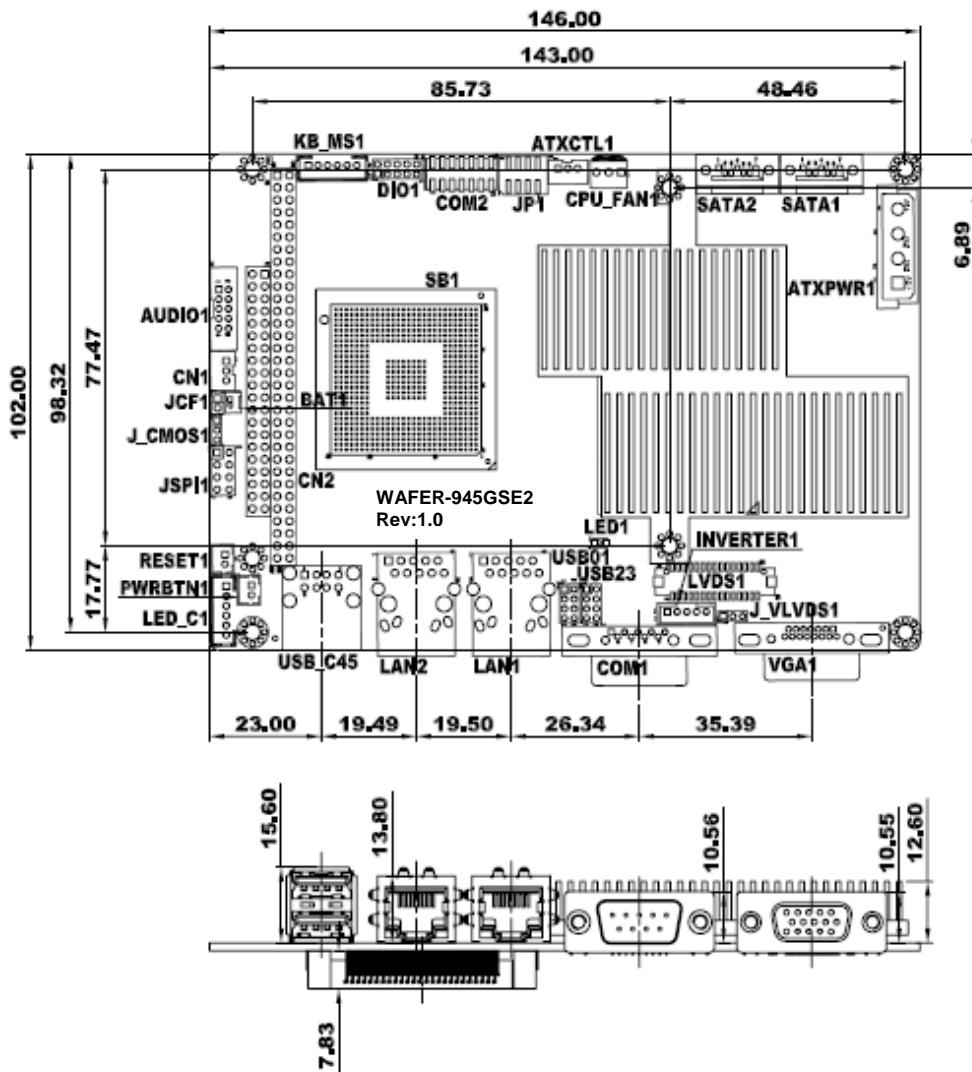 146.00
143.00
85.73
48.46
KB_MS1
ATXCTL1
DIO1
COM2
JP1
CPU_FAN1
SATA2
SATA1
6.89
ATXPWR1
SB1
AUDIO1
102.00
98.32
77.47
CN1
JCF1
BAT1
J_CMOS1
JSPI1
CN2
WAFER-945GSE2
Rev:1.0
LED1
INVERTER1
17.77
RESET1
USB01
USB23
PWRBTN1
LVDS1
LED_C1
J_VLVDS1
USB_C45
LAN2
LAN1
COM1
VGA1
23.00
19.49
19.50
26.34
35.39
15.60
13.80
10.56
10.55
12.60
7.83